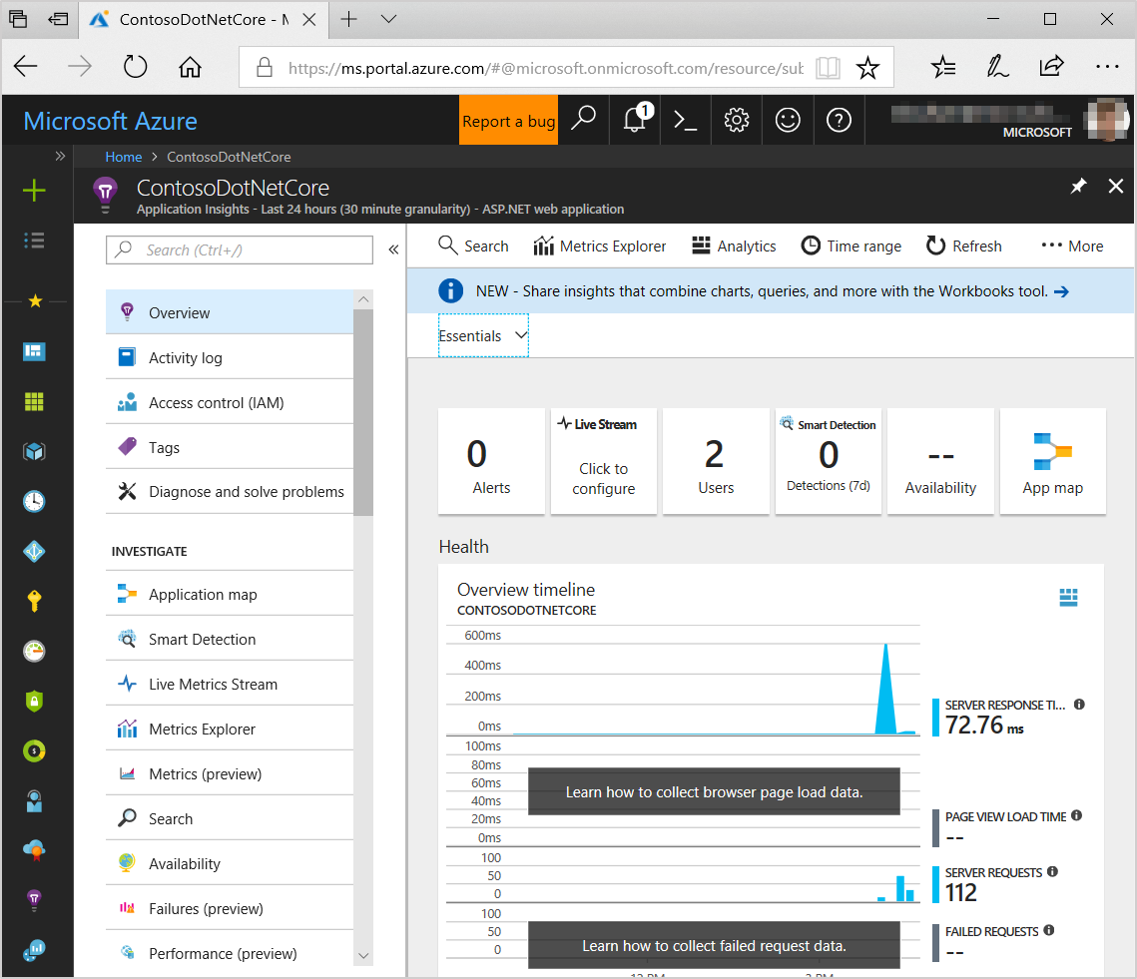 ContosoDotNetCore - M
https://ms.portal.azure.com/#@microsoft.onmicrosoft.com/resource/sub
Microsoft Azure
Report a bug
1
MICROSOFT
Home > ContosoDotNetCore
ContosoDotNetCore
Application Insights - Last 24 hours (30 minute granularity) - ASP.NET web application
Search (Ctrl+/)
Overview
Activity log
Access control (IAM)
Tags
Diagnose and solve problems
INVESTIGATE
Application map
Smart Detection
Live Metrics Stream
Metrics Explorer
Metrics (preview)
Search
Availability
Failures (preview)
Performance (preview)
Search
Metrics Explorer
Analytics
Time range
Refresh
More
NEW - Share insights that combine charts, queries, and more with the Workbooks tool.
Essentials
0
Alerts
Live Stream
Click to
configure
2
Users
Smart Detection
0
Detections (7d)
--
Availability
App map
Health
Overview timeline
CONTOSODOTNETCORE
600ms
400ms
200ms
0ms
SERVER RESPONSE TI...
72.76 ms
100ms
80ms
60ms
40ms
20ms
0ms
Learn how to collect browser page load data.
PAGE VIEW LOAD TIME
--
100
50
0
SERVER REQUESTS
112
100
50
0
Learn how to collect failed request data.
FAILED REQUESTS
--